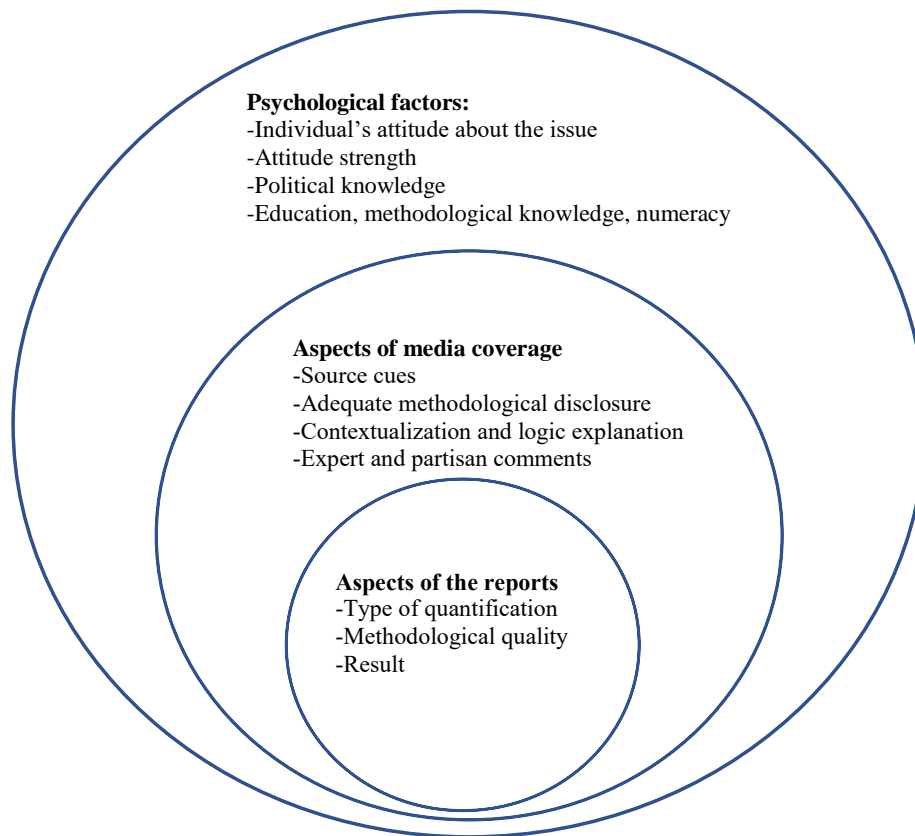 Psychological factors:
-Individual’s attitude about the issue
-Attitude strength
-Political knowledge
-Education, methodological knowledge, numeracy
Aspects of media coverage
-Source cues
-Adequate methodological disclosure
-Contextualization and logic explanation
-Expert and partisan comments
Aspects of the reports
-Type of quantification
-Methodological quality
-Result